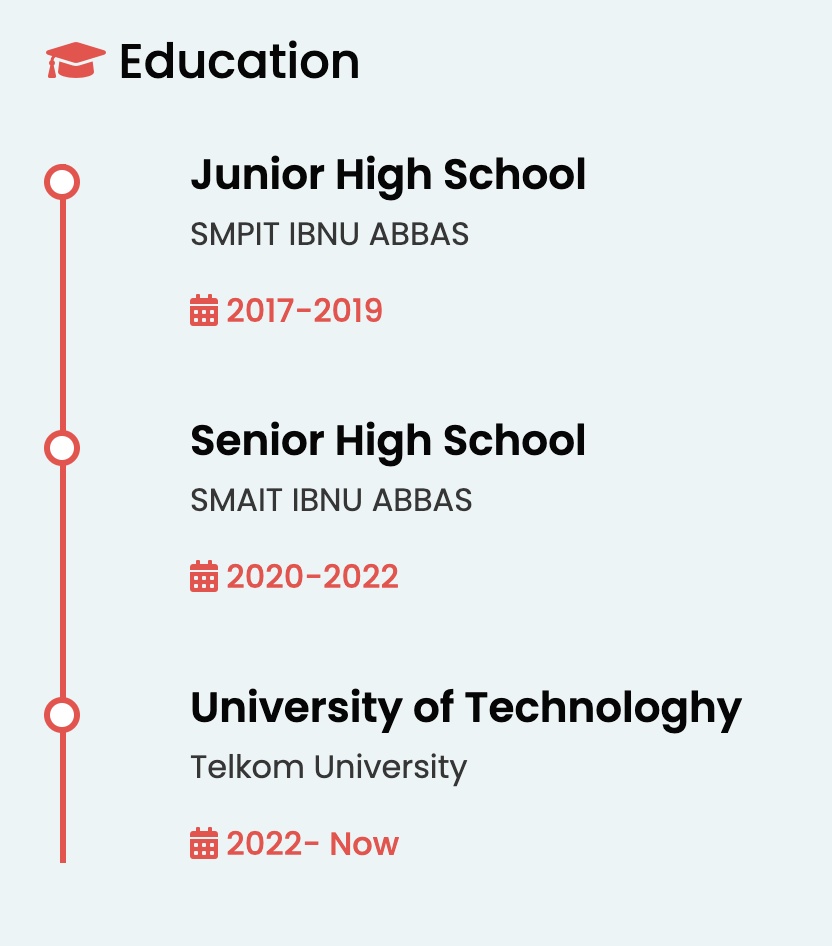 Education
Junior High School
SMPIT IBNU ABBAS
2017-2019
Senior High School
SMAIT IBNU ABBAS
2020-2022
University of Technologhy
Telkom University
2022- Now